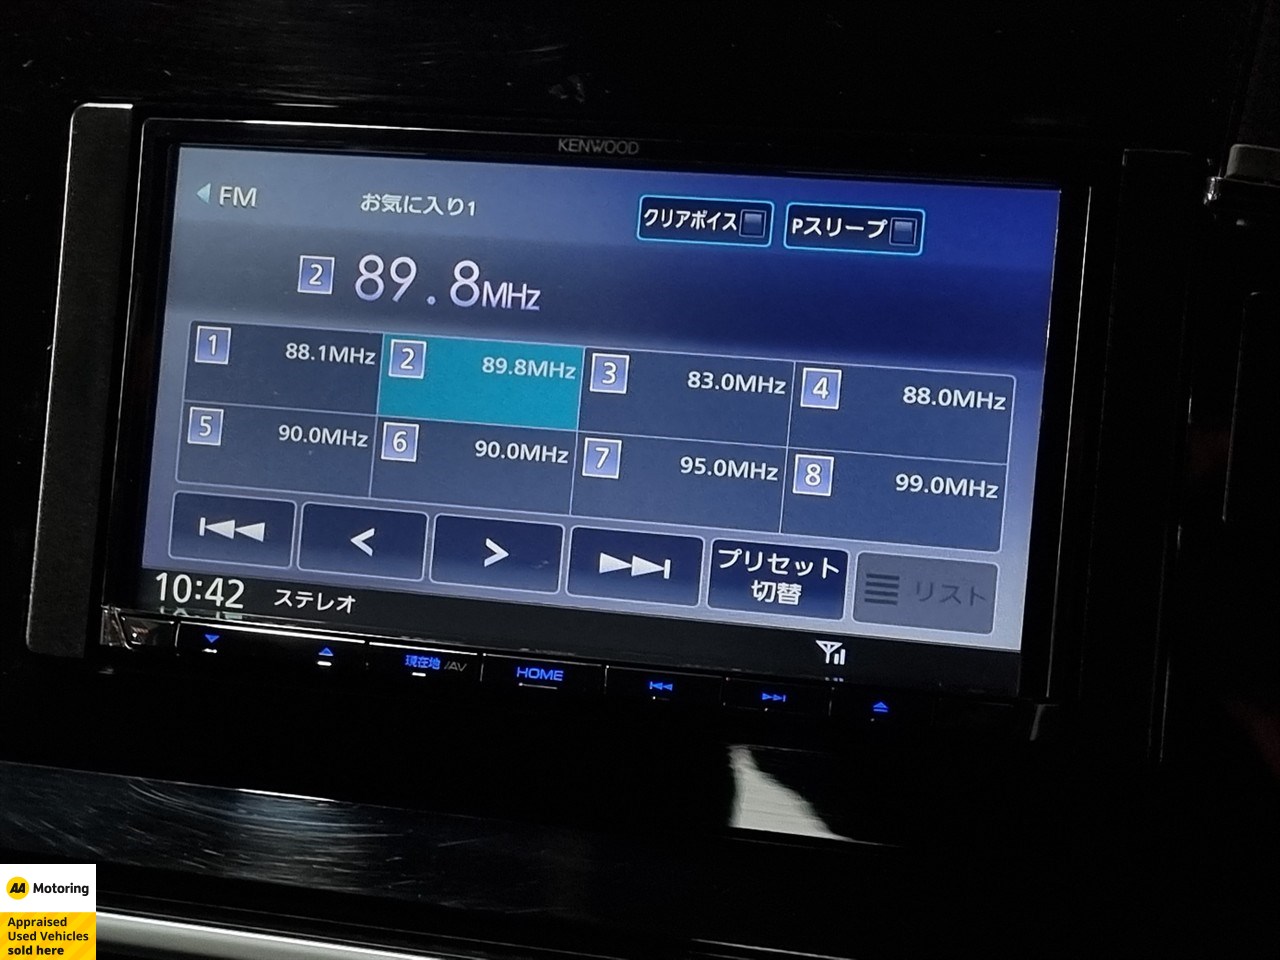 KENWOOD
FM
お気に入り1
クリアボイス
Pスリープ
2 89.8MHz
1 88.1MHz
2 89.8MHz
3 83.0MHz
4 88.0MHz
5 90.0MHz
6 90.0MHz
7 95.0MHz
8 99.0MHz
プリセット
切替
リスト
10:42 ステレオ
現在地/AV
HOME
AA Motoring
Appraised
Used Vehicles
sold here